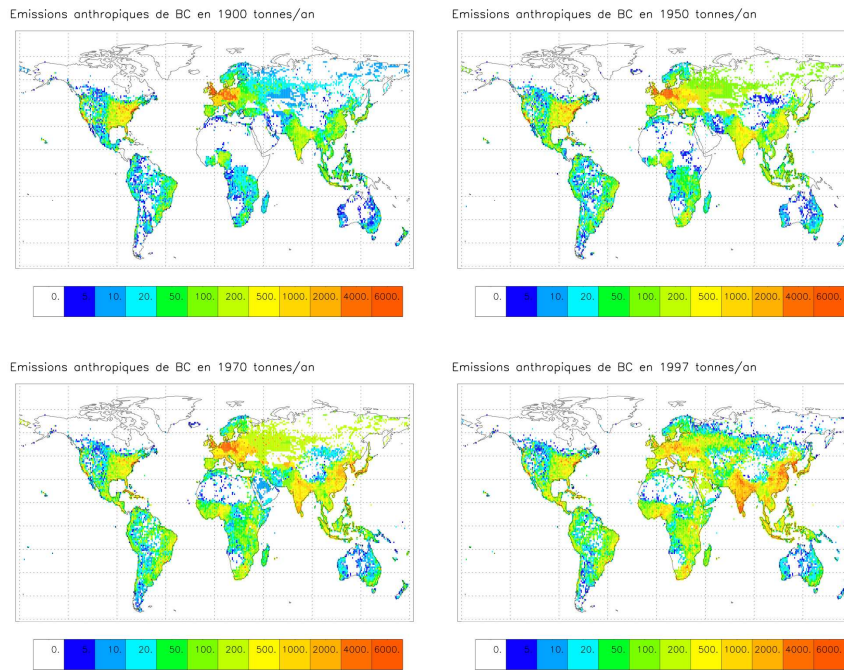 Emissions anthropiques de BC en 1900 tonnes/an
Emissions anthropiques de BC en 1950 tonnes/an
0. 5. 10. 20. 50. 100. 200. 500. 1000. 2000. 4000. 6000.
0. 5. 10. 20. 50. 100. 200. 500. 1000. 2000. 4000. 6000.
Emissions anthropiques de BC en 1970 tonnes/an
Emissions anthropiques de BC en 1997 tonnes/an
0. 5. 10. 20. 50. 100. 200. 500. 1000. 2000. 4000. 6000.
0. 5. 10. 20. 50. 100. 200. 500. 1000. 2000. 4000. 6000.